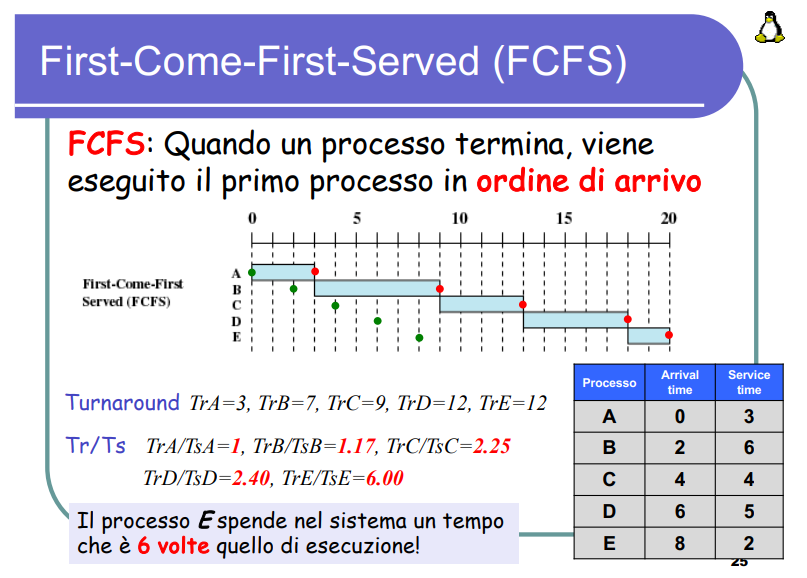 First-Come-First-Served (FCFS)
FCFS: Quando un processo termina, viene
eseguito il primo processo in ordine di arrivo
0 5 10 15 20
First-Come-First
Served (FCFS)
A
B
C
D
E
Turnaround TrA=3, TrB=7, TrC=9, TrD=12, TrE=12
Tr/Ts TrA/TsA=1, TrB/TsB=1.17, TrC/TsC=2.25
TrD/TsD=2.40, TrE/TsE=6.00
Il processo E spende nel sistema un tempo
che è 6 volte quello di esecuzione!
Processo Arrival time Service time
A 0 3
B 2 6
C 4 4
D 6 5
E 8 2
25